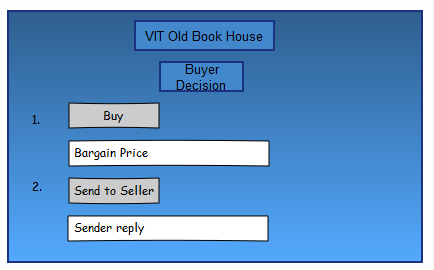 VIT Old Book House
Buyer
Decision
1.
Buy
Bargain Price
2.
Send to Seller
Sender reply